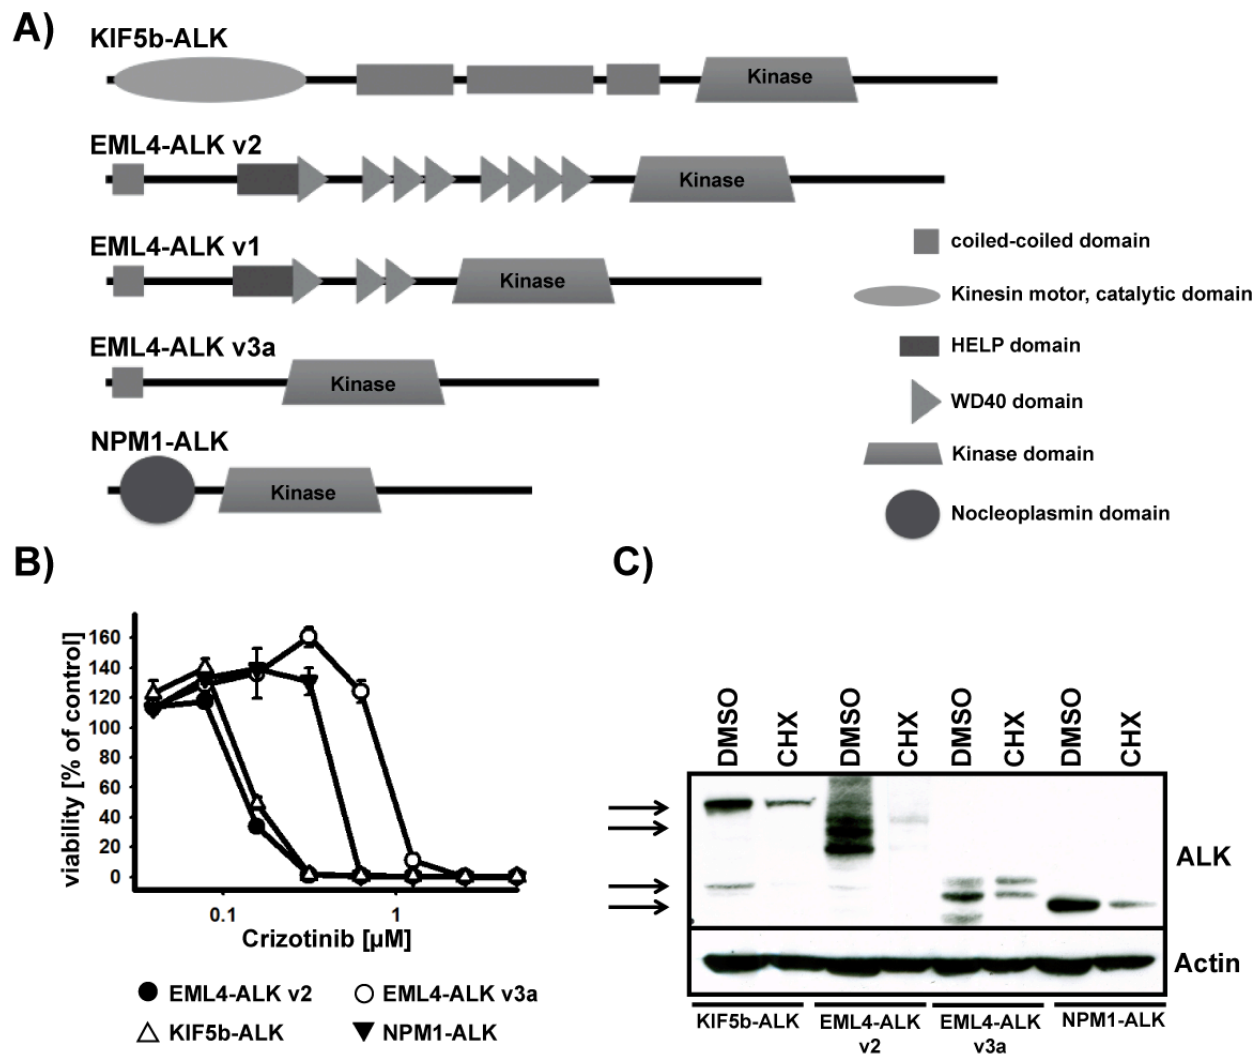 A)
KIF5b-ALK
Kinase
EML4-ALK v2
Kinase
EML4-ALK v1
Kinase
EML4-ALK v3a
Kinase
NPM1-ALK
Kinase
coiled-coiled domain
Kinesin motor, catalytic domain
HELP domain
WD40 domain
Kinase domain
Nocleoplasmin domain
B)
viability [% of control]
160
140
120
100
80
60
40
20
0
0.1 1
Crizotinib [µM]
EML4-ALK v2 EML4-ALK v3a
KIF5b-ALK NPM1-ALK
C)
DMSO CHX DMSO CHX DMSO CHX DMSO CHX
ALK
Actin
KIF5b-ALK EML4-ALK EML4-ALK NPM1-ALK
v2 v3a